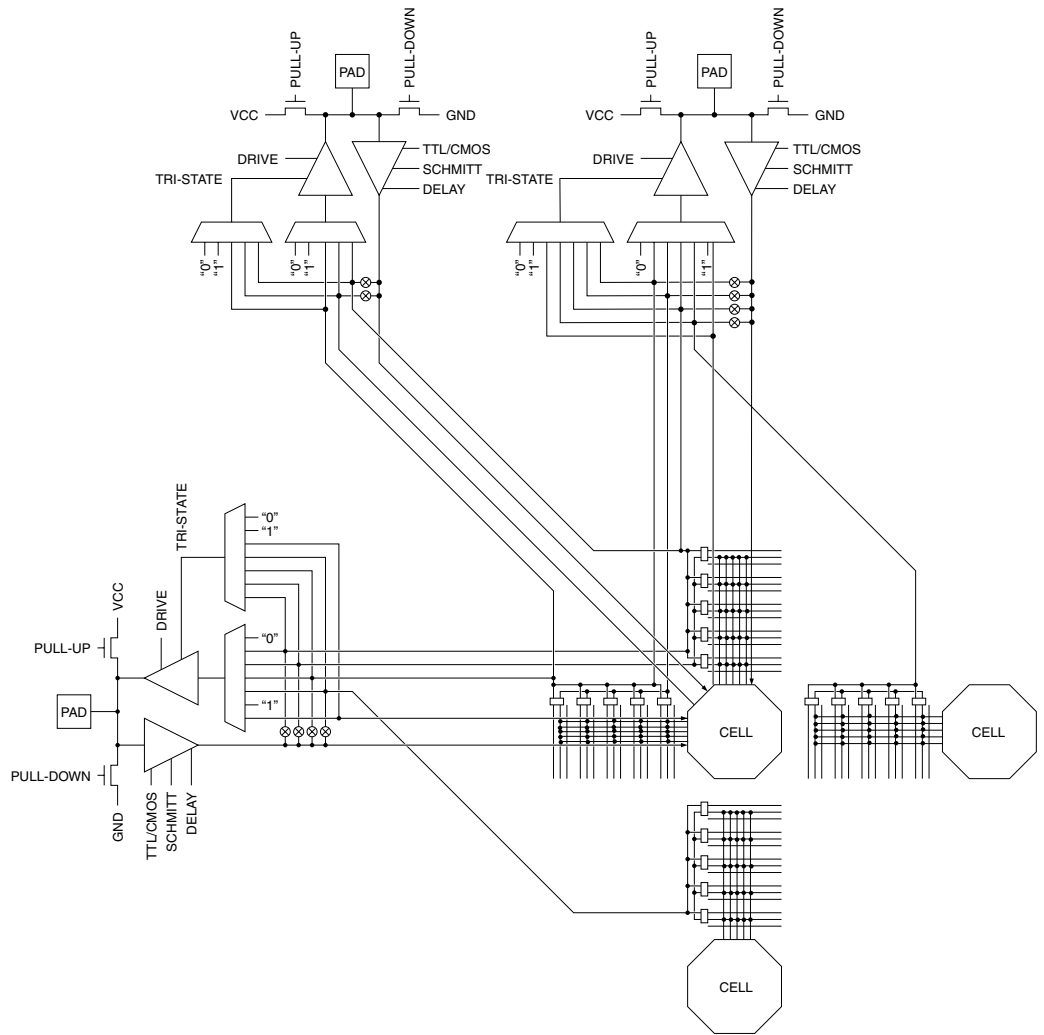 PULL-UP
PAD
PULL-DOWN
VCC
GND
DRIVE
TRI-STATE
TTL/CMOS
SCHMITT
DELAY
"0"
"1"
"0"
"1"
PULL-UP
PAD
PULL-DOWN
VCC
GND
DRIVE
TRI-STATE
TTL/CMOS
SCHMITT
DELAY
"0"
"1"
"0"
"1"
TRI-STATE
"0"
"1"
VCC
DRIVE
PULL-UP
"0"
PAD
"1"
PULL-DOWN
GND
TTL/CMOS
SCHMITT
DELAY
CELL
CELL
CELL